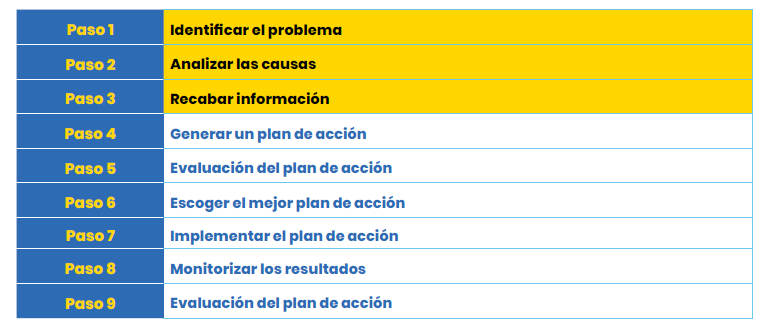 Paso 1 Identificar el problema
Paso 2 Analizar las causas
Paso 3 Recabar información
Paso 4 Generar un plan de acción
Paso 5 Evaluación del plan de acción
Paso 6 Escoger el mejor plan de acción
Paso 7 Implementar el plan de acción
Paso 8 Monitorizar los resultados
Paso 9 Evaluación del plan de acción